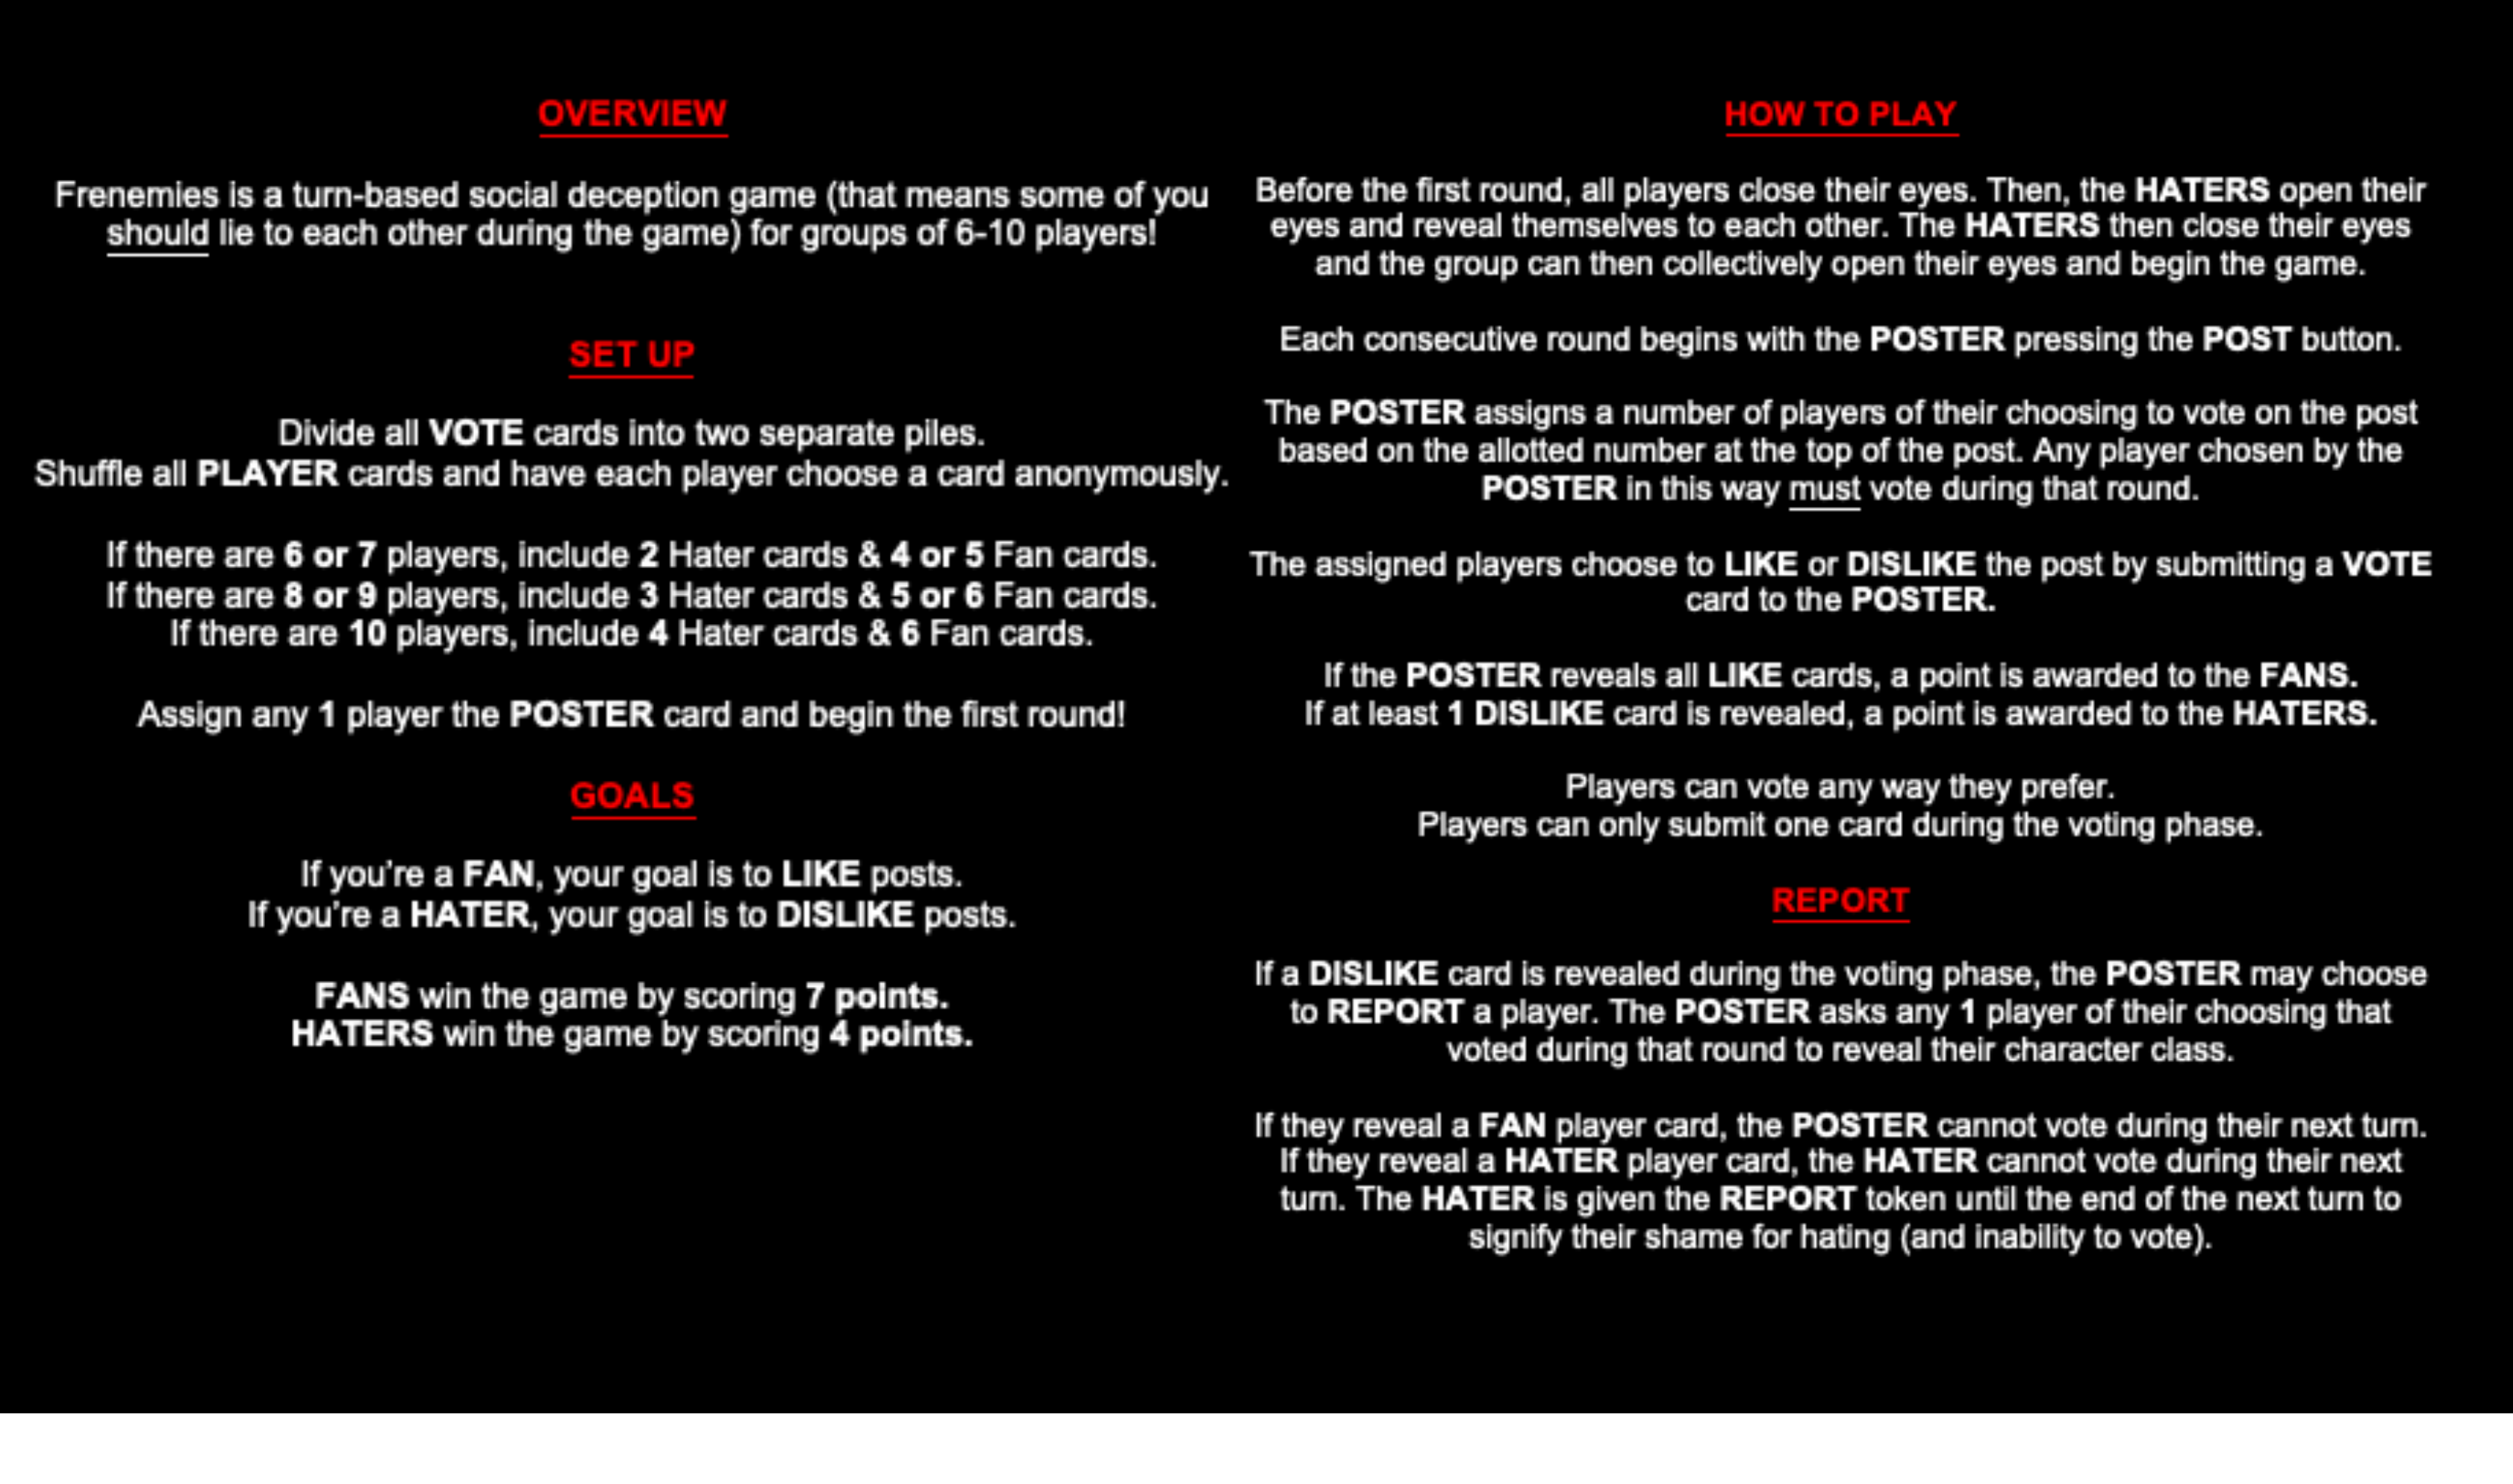 OVERVIEW
Frenemies is a turn-based social deception game (that means some of you
should lie to each other during the game) for groups of 6-10 players!
SET UP
Divide all VOTE cards into two separate piles.
Shuffle all PLAYER cards and have each player choose a card anonymously.
If there are 6 or 7 players, include 2 Hater cards & 4 or 5 Fan cards.
If there are 8 or 9 players, include 3 Hater cards & 5 or 6 Fan cards.
If there are 10 players, include 4 Hater cards & 6 Fan cards.
Assign any 1 player the POSTER card and begin the first round!
GOALS
If you're a FAN, your goal is to LIKE posts.
If you're a HATER, your goal is to DISLIKE posts.
FANS win the game by scoring 7 points.
HATERS win the game by scoring 4 points.
HOW TO PLAY
Before the first round, all players close their eyes. Then, the HATERS open their
eyes and reveal themselves to each other. The HATERS then close their eyes
and the group can then collectively open their eyes and begin the game.
Each consecutive round begins with the POSTER pressing the POST button.
The POSTER assigns a number of players of their choosing to vote on the post
based on the allotted number at the top of the post. Any player chosen by the
POSTER in this way must vote during that round.
The assigned players choose to LIKE or DISLIKE the post by submitting a VOTE
card to the POSTER.
If the POSTER reveals all LIKE cards, a point is awarded to the FANS.
If at least 1 DISLIKE card is revealed, a point is awarded to the HATERS.
Players can vote any way they prefer.
Players can only submit one card during the voting phase.
REPORT
If a DISLIKE card is revealed during the voting phase, the POSTER may choose
to REPORT a player. The POSTER asks any 1 player of their choosing that
voted during that round to reveal their character class.
If they reveal a FAN player card, the POSTER cannot vote during their next turn.
If they reveal a HATER player card, the HATER cannot vote during their next
turn. The HATER is given the REPORT token until the end of the next turn to
signify their shame for hating (and inability to vote).